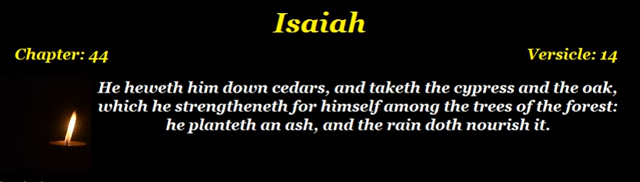 Isaiah
Chapter: 44
Versicle: 14
He heweth him down cedars, and taketh the cypress and the oak,
which he strengtheneth for himself among the trees of the forest:
he planteth an ash, and the rain doth nourish it.